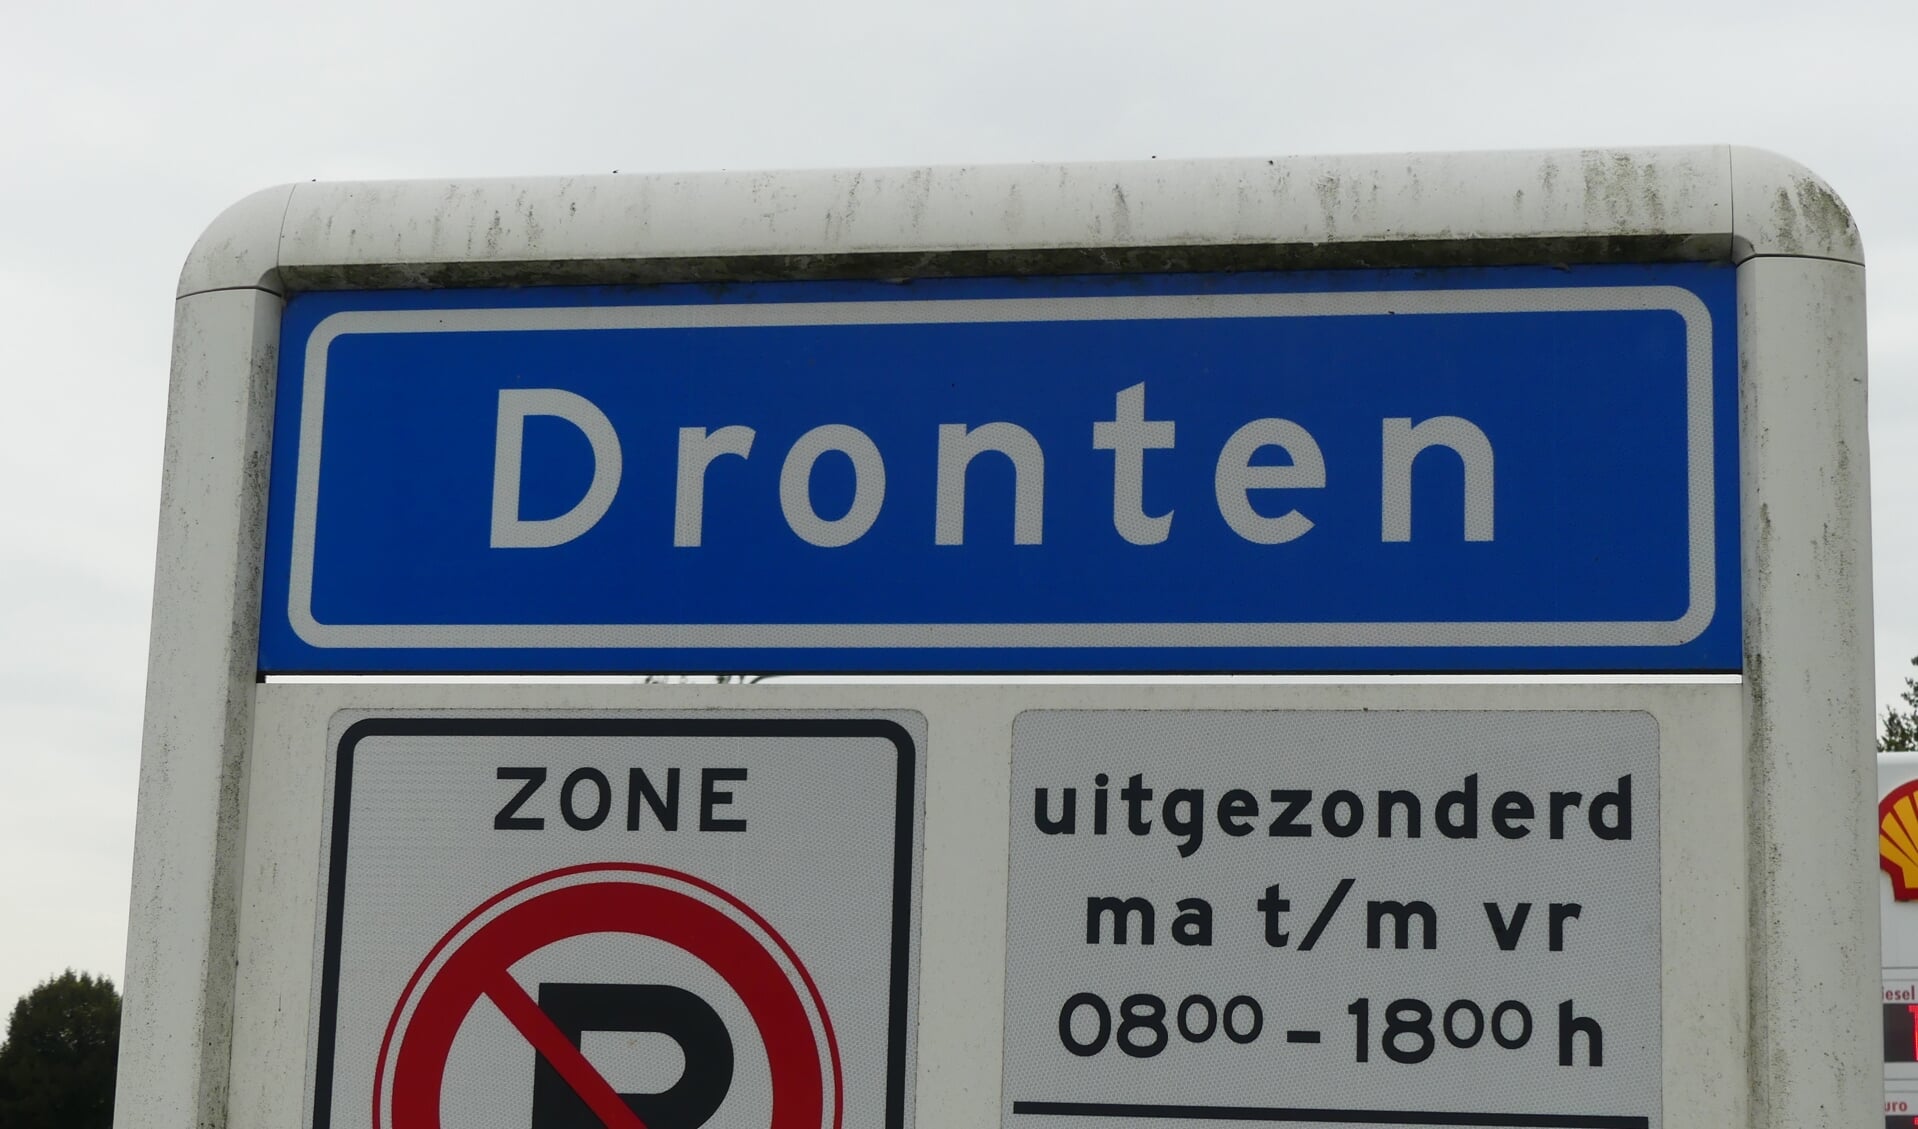 Dronten
ZONE
P
uitgezonderd
ma t/m vr
08⁰⁰ - 18⁰⁰ h